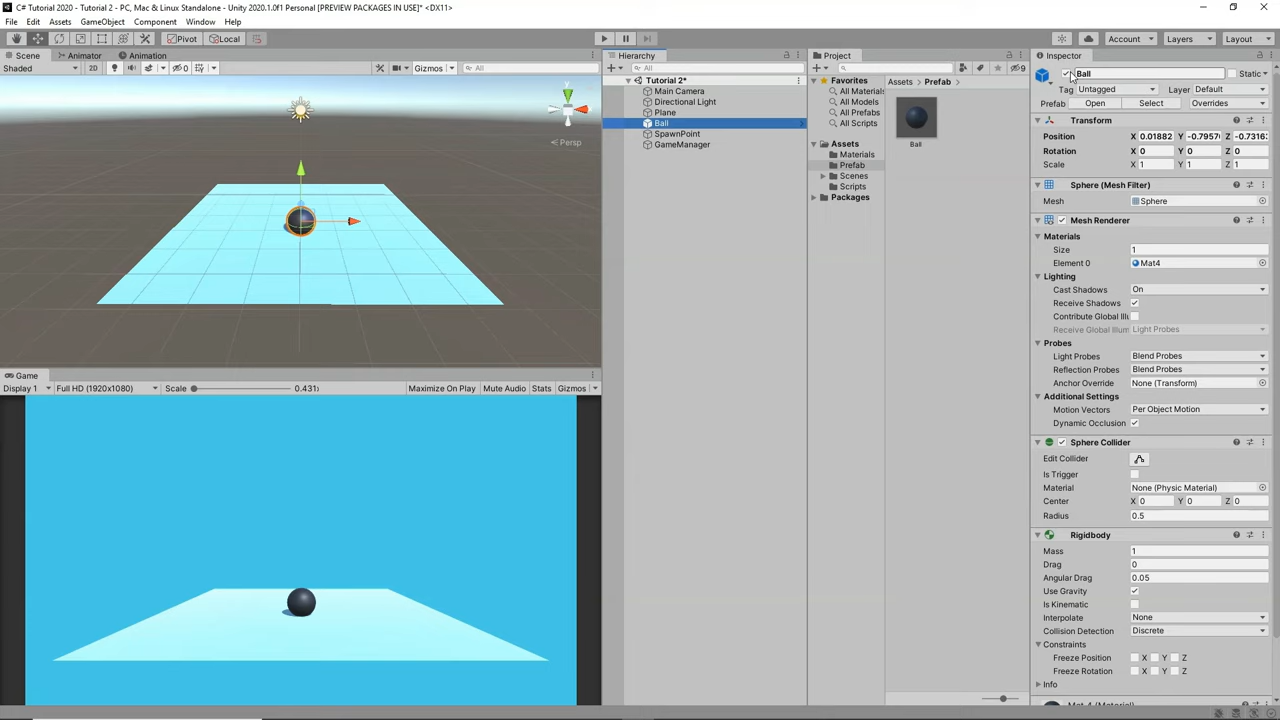 C# Tutorial 2020 - Tutorial 2 - PC, Mac & Linux Standalone - Unity 2020.1.0f1 Personal [PREVIEW PACKAGES IN USE]* <DX11>
File Edit Assets GameObject Component Window Help
Pivot Local Account Layers Layout
Scene Animator Animation
Shaded 2D 0 Gizmos All
y
Persp
Game
Display 1 Full HD (1920x1080) Scale 0.431 Maximize On Play Mute Audio Stats Gizmos
Hierarchy
All
Tutorial 2*
Main Camera
Directional Light
Plane
Ball
SpawnPoint
GameManager
Project
9
Favorites
All Materials
All Models
All Prefabs
All Scripts
Assets
Materials
Prefab
Scenes
Scripts
Packages
Assets > Prefab >
Ball
Inspector
Ball Static
Tag Untagged Layer Default
Prefab Open Select Overrides
Transform
Position X 0.01882 Y -0.7957 Z -0.7316
Rotation X 0 Y 0 Z 0
Scale X 1 Y 1 Z 1
Sphere (Mesh Filter)
Mesh Sphere
Mesh Renderer
Materials
Size 1
Element 0 Mat4
Lighting
Cast Shadows On
Receive Shadows
Contribute Global Illu
Receive Global Illum Light Probes
Probes
Light Probes Blend Probes
Reflection Probes Blend Probes
Anchor Override None (Transform)
Additional Settings
Motion Vectors Per Object Motion
Dynamic Occlusion
Sphere Collider
Edit Collider
Is Trigger
Material None (Physic Material)
Center X 0 Y 0 Z 0
Radius 0.5
Rigidbody
Mass 1
Drag 0
Angular Drag 0.05
Use Gravity
Is Kinematic
Interpolate None
Collision Detection Discrete
Constraints
Freeze Position X Y Z
Freeze Rotation X Y Z
Info